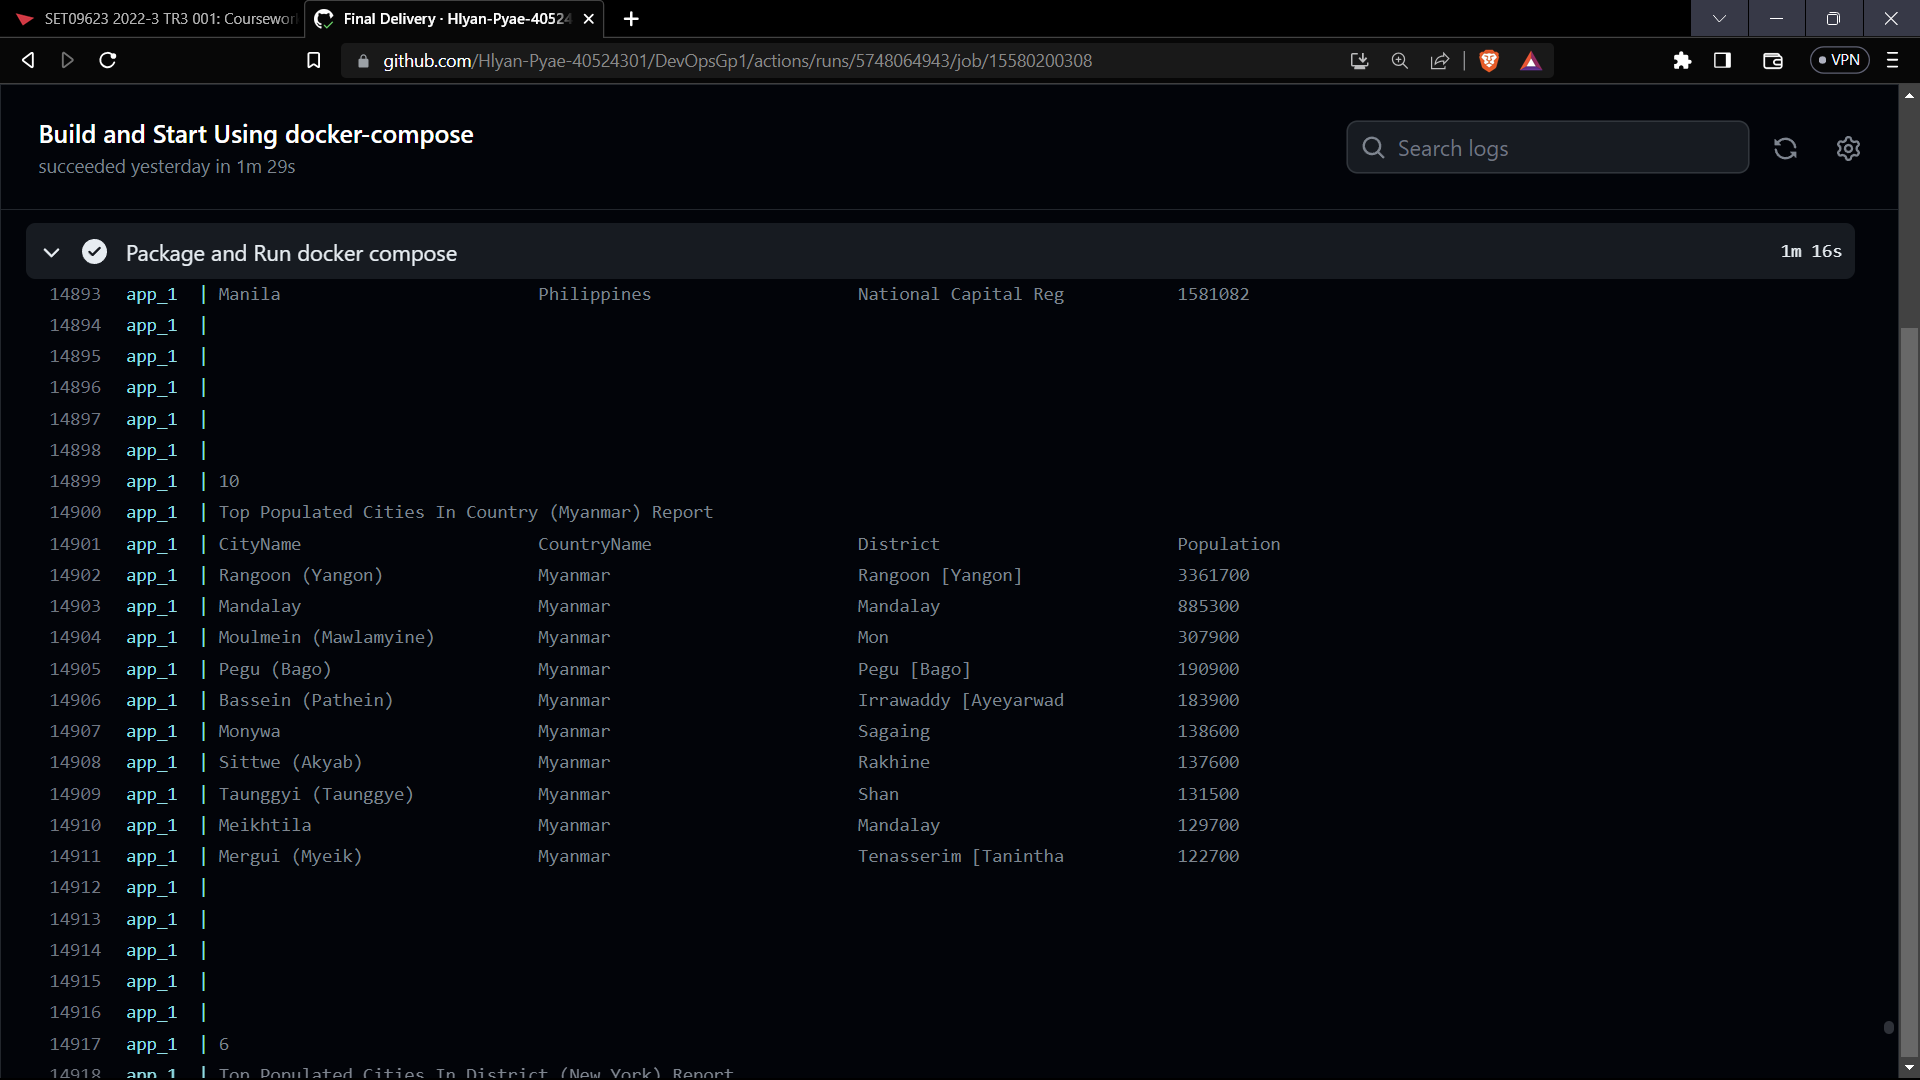 SET09623 2022-3 TR3 001: Coursewor
Final Delivery · Hlyan-Pyae-40524
github.com/Hlyan-Pyae-40524301/DevOpsGp1/actions/runs/5748064943/job/15580200308
VPN
Build and Start Using docker-compose
succeeded yesterday in 1m 29s
Search logs
Package and Run docker compose 1m 16s
14893 app_1 | Manila Philippines National Capital Reg 1581082
14894 app_1 |
14895 app_1 |
14896 app_1 |
14897 app_1 |
14898 app_1 |
14899 app_1 | 10
14900 app_1 | Top Populated Cities In Country (Myanmar) Report
14901 app_1 | CityName CountryName District Population
14902 app_1 | Rangoon (Yangon) Myanmar Rangoon [Yangon] 3361700
14903 app_1 | Mandalay Myanmar Mandalay 885300
14904 app_1 | Moulmein (Mawlamyine) Myanmar Mon 307900
14905 app_1 | Pegu (Bago) Myanmar Pegu [Bago] 190900
14906 app_1 | Bassein (Pathein) Myanmar Irrawaddy [Ayeyarwad 183900
14907 app_1 | Monywa Myanmar Sagaing 138600
14908 app_1 | Sittwe (Akyab) Myanmar Rakhine 137600
14909 app_1 | Taunggyi (Taunggye) Myanmar Shan 131500
14910 app_1 | Meikhtila Myanmar Mandalay 129700
14911 app_1 | Mergui (Myeik) Myanmar Tenasserim [Tanintha 122700
14912 app_1 |
14913 app_1 |
14914 app_1 |
14915 app_1 |
14916 app_1 |
14917 app_1 | 6
14918 app_1 | Top Populated Cities In District (New York) Report